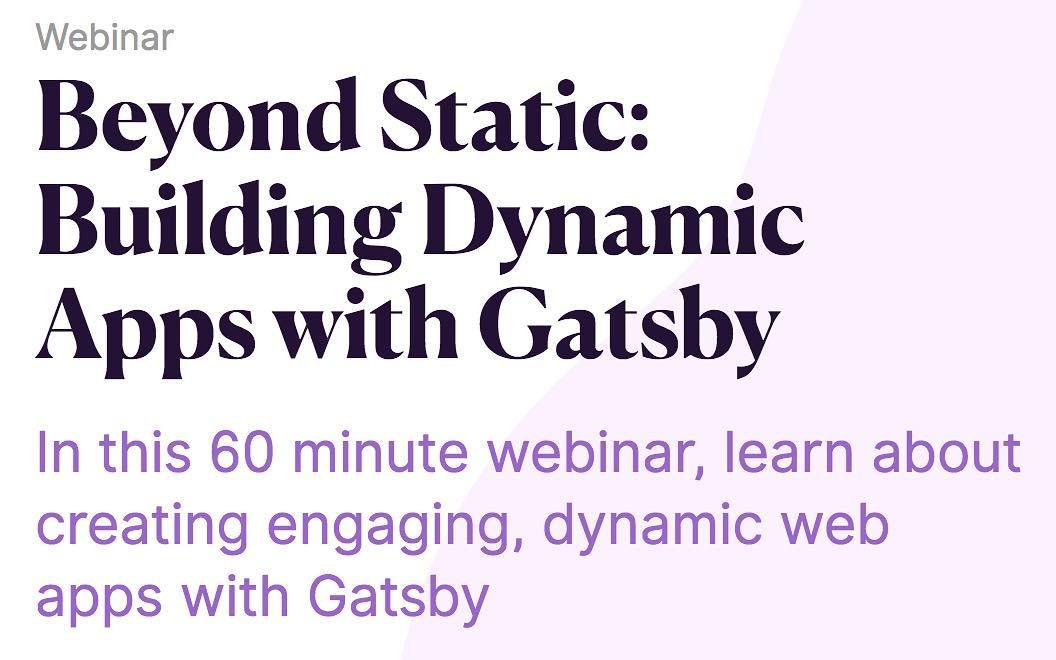 Webinar
Beyond Static:
Building Dynamic
Apps with Gatsby
In this 60 minute webinar, learn about
creating engaging, dynamic web
apps with Gatsby